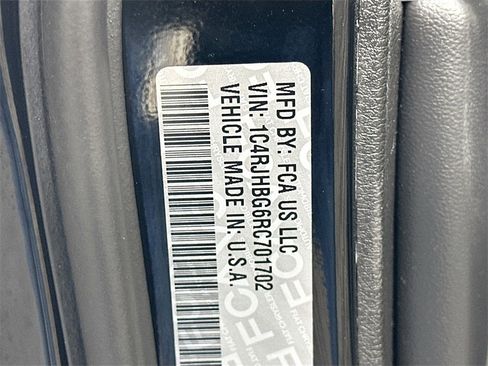 MFD BY: FCA US LLC
VIN: 1C4RJHBG6RC701702
VEHICLE MADE IN: U.S.A.